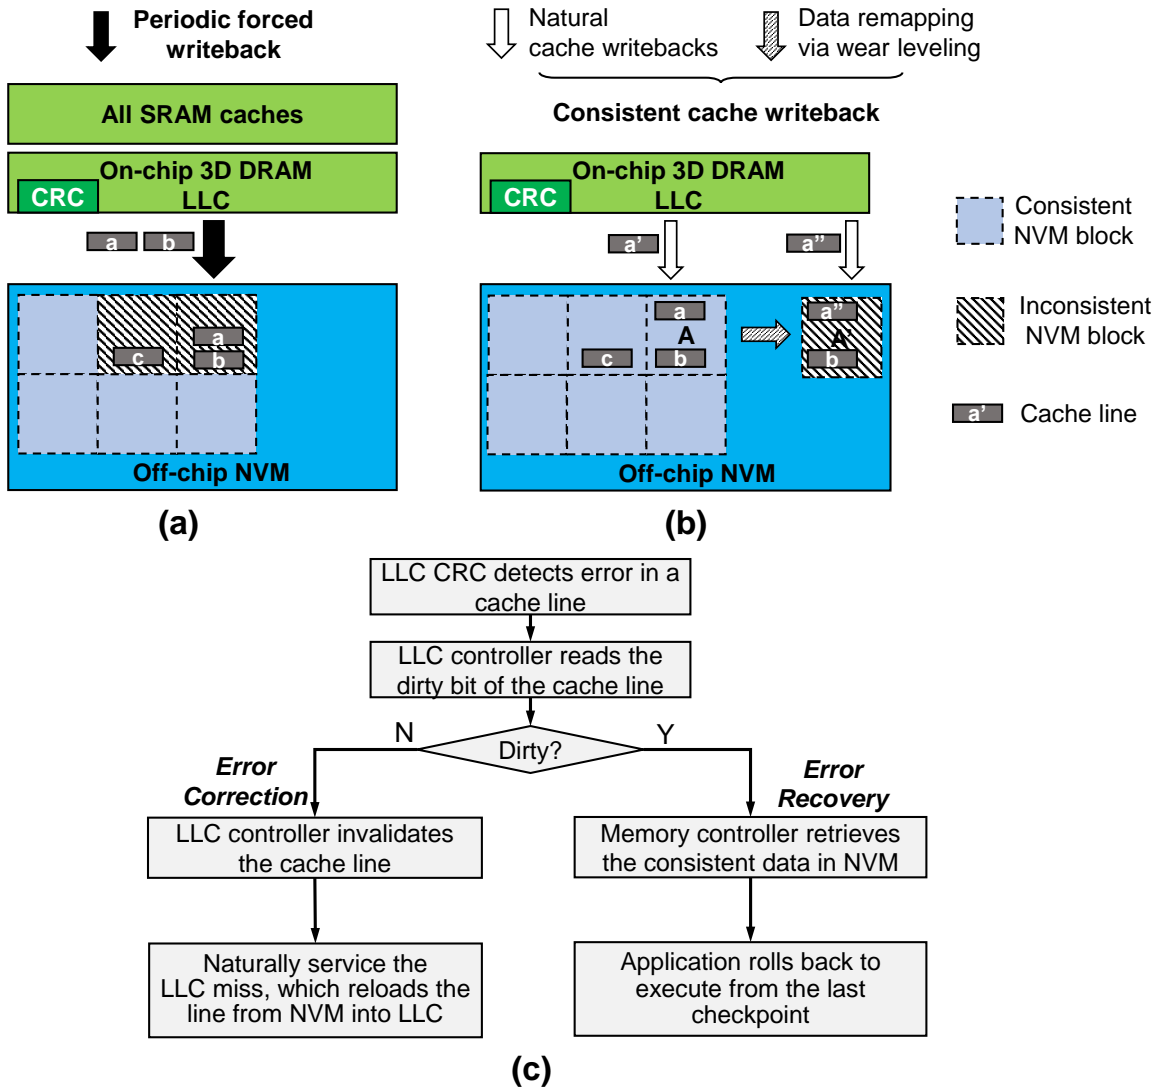 Periodic forced
writeback
Natural
cache writebacks
Data remapping
via wear leveling
Consistent cache writeback
All SRAM caches
On-chip 3D DRAM
LLC
CRC
a
b
c
a
b
Off-chip NVM
(a)
On-chip 3D DRAM
LLC
CRC
a'
a''
a
A
c
b
a''
A'
b
Off-chip NVM
(b)
Consistent
NVM block
Inconsistent
NVM block
a'
Cache line
LLC CRC detects error in a
cache line
LLC controller reads the
dirty bit of the cache line
Dirty?
N
Y
Error
Correction
Error
Recovery
LLC controller invalidates
the cache line
Memory controller retrieves
the consistent data in NVM
Naturally service the
LLC miss, which reloads the
line from NVM into LLC
Application rolls back to
execute from the last
checkpoint
(c)